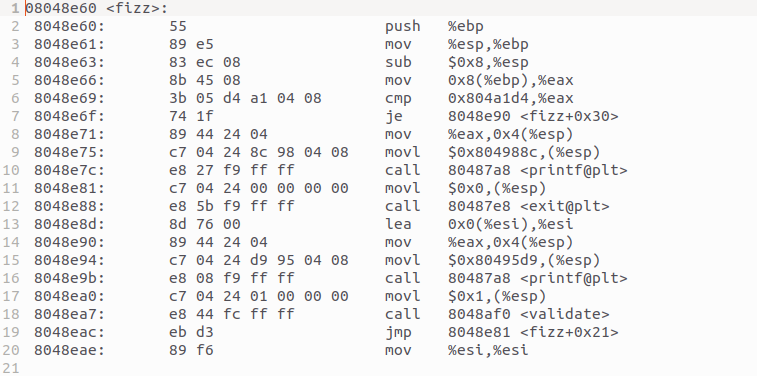 1 08048e60 <fizz>:
2 8048e60: 55 push %ebp
3 8048e61: 89 e5 mov %esp,%ebp
4 8048e63: 83 ec 08 sub $0x8,%esp
5 8048e66: 8b 45 08 mov 0x8(%ebp),%eax
6 8048e69: 3b 05 d4 a1 04 08 cmp 0x804a1d4,%eax
7 8048e6f: 74 1f je 8048e90 <fizz+0x30>
8 8048e71: 89 44 24 04 mov %eax,0x4(%esp)
9 8048e75: c7 04 24 8c 98 04 08 movl $0x804988c,(%esp)
10 8048e7c: e8 27 f9 ff ff call 80487a8 <printf@plt>
11 8048e81: c7 04 24 00 00 00 00 movl $0x0,(%esp)
12 8048e88: e8 5b f9 ff ff call 80487e8 <exit@plt>
13 8048e8d: 8d 76 00 lea 0x0(%esi),%esi
14 8048e90: 89 44 24 04 mov %eax,0x4(%esp)
15 8048e94: c7 04 24 d9 95 04 08 movl $0x80495d9,(%esp)
16 8048e9b: e8 08 f9 ff ff call 80487a8 <printf@plt>
17 8048ea0: c7 04 24 01 00 00 00 movl $0x1,(%esp)
18 8048ea7: e8 44 fc ff ff call 8048af0 <validate>
19 8048eac: eb d3 jmp 8048e81 <fizz+0x21>
20 8048eae: 89 f6 mov %esi,%esi
21